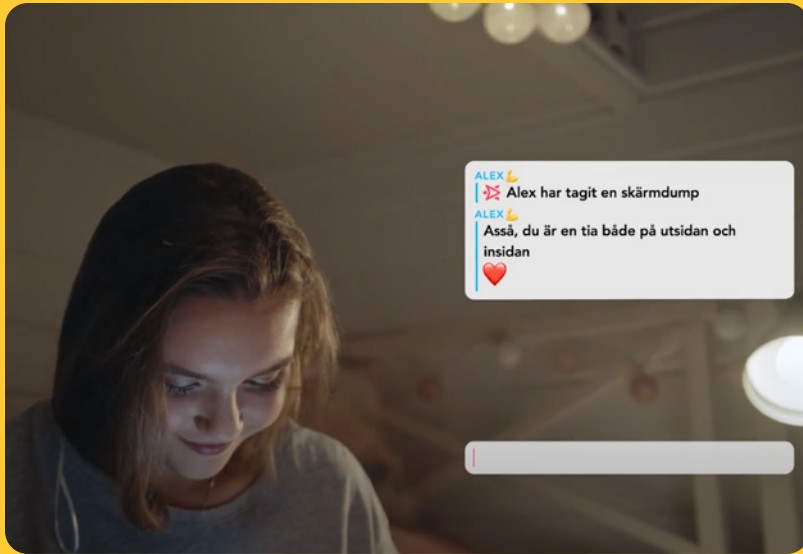 ALEX💪
Alex har tagit en skärmdump
ALEX💪
Asså, du är en tia både på utsidan och
insidan
❤️